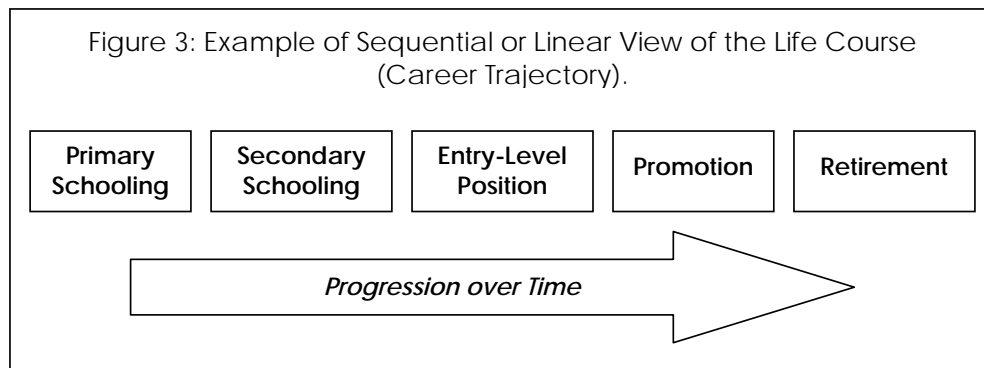 Figure 3: Example of Sequential or Linear View of the Life Course
(Career Trajectory).
Primary
Schooling
Secondary
Schooling
Entry-Level
Position
Promotion
Retirement
Progression over Time